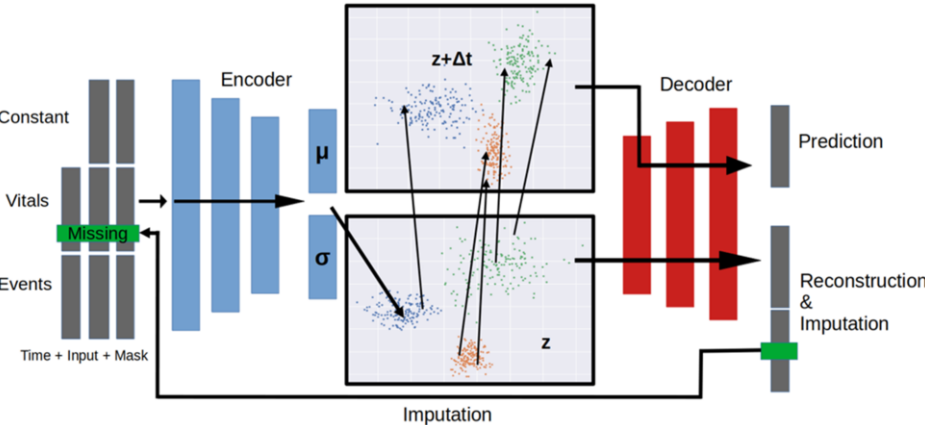 Encoder
z+Δt
Decoder
Constant
μ
Prediction
Vitals
Missing
σ
Events
Reconstruction
&
Imputation
z
Time + Input + Mask
Imputation